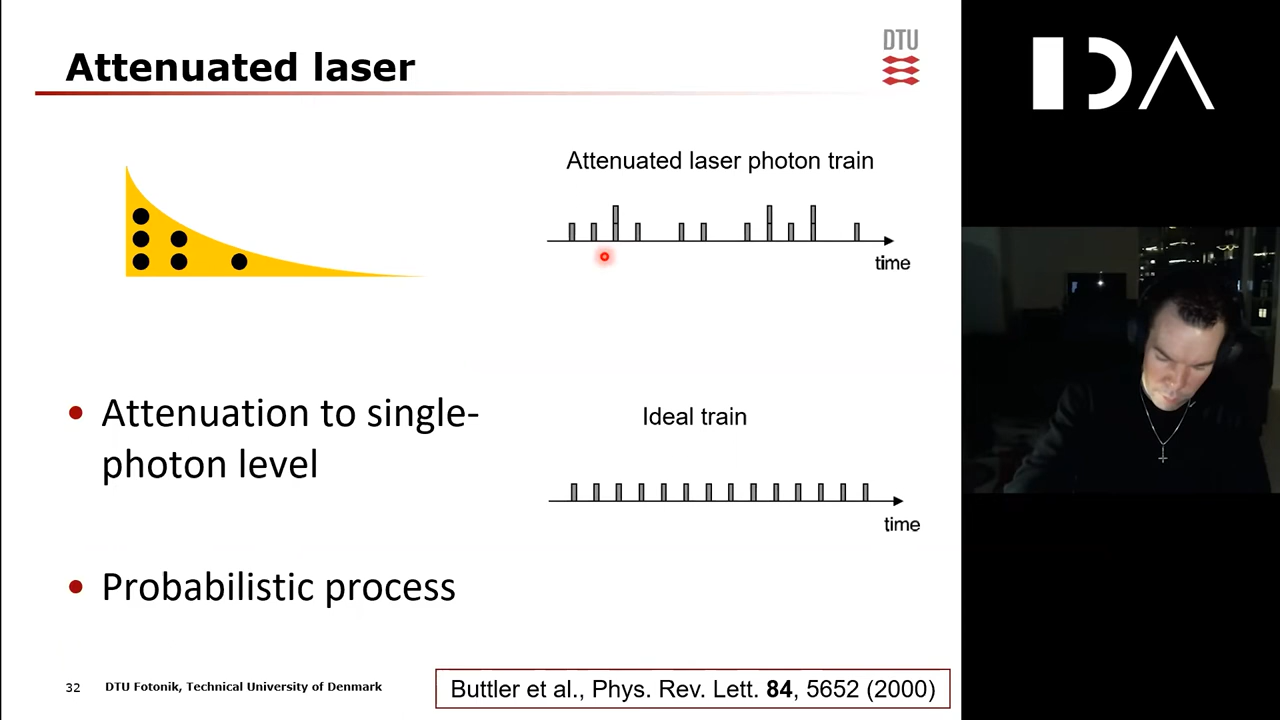 Attenuated laser
DTU
IDA
Attenuated laser photon train
time
Attenuation to single-
photon level
Ideal train
time
Probabilistic process
32 DTU Fotonik, Technical University of Denmark
Buttler et al., Phys. Rev. Lett. 84, 5652 (2000)